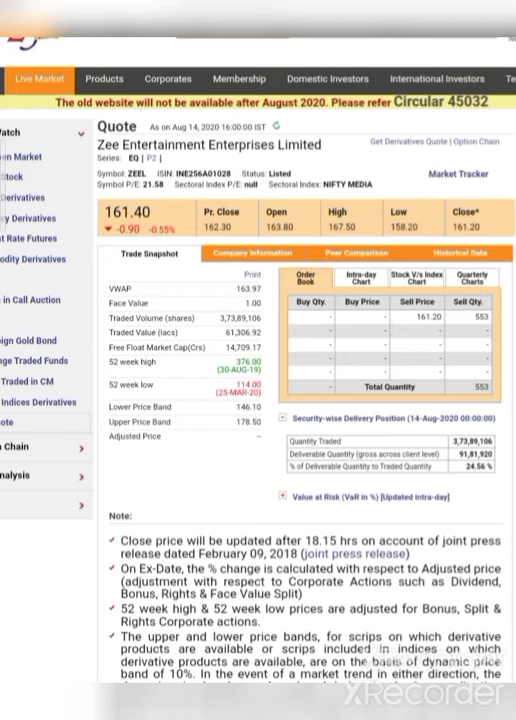 Live Market Products Corporates Membership Domestic Investors International Investors Te
The old website will not be available after August 2020. Please refer Circular 45032
atch
en Market
Stock
Derivatives
cy Derivatives
st Rate Futures
odity Derivatives
in Call Auction
eign Gold Bond
nge Traded Funds
Traded in CM
Indices Derivatives
ote
Chain
nalysis
Quote As on Aug 14, 2020 16:00:00 IST
Zee Entertainment Enterprises Limited
Get Derivatives Quote | Option Chain
Series: EQ | P2 |
Symbol: ZEEL ISIN: INE256A01028 Status: Listed
Market Tracker
Symbol P/E: 21.58 Sectoral Index P/E: null Sectoral Index: NIFTY MEDIA
161.40 Pr. Close Open High Low Close*
-0.90 -0.55% 162.30 163.80 167.50 158.20 161.20
Trade Snapshot Company Information Peer Comparison Historical Data
Print
VWAP 163.97
Face Value 1.00
Traded Volume (shares) 3,73,89,106
Traded Value (lacs) 61,306.92
Free Float Market Cap(Crs) 14,709.17
52 week high 376.00
(30-AUG-19)
52 week low 114.00
(25-MAR-20)
Lower Price Band 146.10
Upper Price Band 178.50
Adjusted Price -
Order Book Intra-day Chart Stock V/s Index Chart Quarterly Charts
Buy Qty. Buy Price Sell Price Sell Qty.
- - 161.20 553
- - - -
- - - -
- - - -
- - - -
- Total Quantity 553
Security-wise Delivery Position (14-Aug-2020 00:00:00)
Quantity Traded 3,73,89,106
Deliverable Quantity (gross across client level) 91,81,920
% of Deliverable Quantity to Traded Quantity 24.56 %
Value at Risk (VaR in %) [Updated intra-day]
Note:
Close price will be updated after 18.15 hrs on account of joint press
release dated February 09, 2018 (joint press release)
On Ex-Date, the % change is calculated with respect to Adjusted price
(adjustment with respect to Corporate Actions such as Dividend,
Bonus, Rights & Face Value Split)
52 week high & 52 week low prices are adjusted for Bonus, Split &
Rights Corporate actions.
The upper and lower price bands, for scrips on which derivative
products are available or scrips included in indices on which
derivative products are available, are on the basis of dynamic price
band of 10%. In the event of a market trend in either direction, the
XRecorder